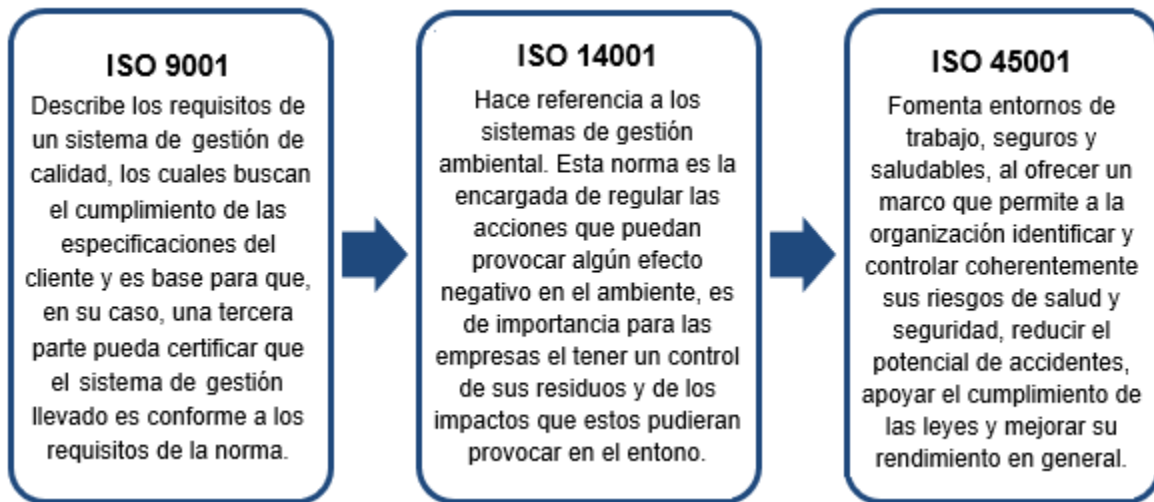 ISO 9001
Describe los requisitos de
un sistema de gestión de
calidad, los cuales buscan
el cumplimiento de las
especificaciones del
cliente y es base para que,
en su caso, una tercera
parte pueda certificar que
el sistema de gestión
llevado es conforme a los
requisitos de la norma.
ISO 14001
Hace referencia a los
sistemas de gestión
ambiental. Esta norma es la
encargada de regular las
acciones que puedan
provocar algún efecto
negativo en el ambiente, es
de importancia para las
empresas el tener un control
de sus residuos y de los
impactos que estos pudieran
provocar en el entono.
ISO 45001
Fomenta entornos de
trabajo, seguros y
saludables, al ofrecer un
marco que permite a la
organización identificar y
controlar coherentemente
sus riesgos de salud y
seguridad, reducir el
potencial de accidentes,
apoyar el cumplimiento de
las leyes y mejorar su
rendimiento en general.